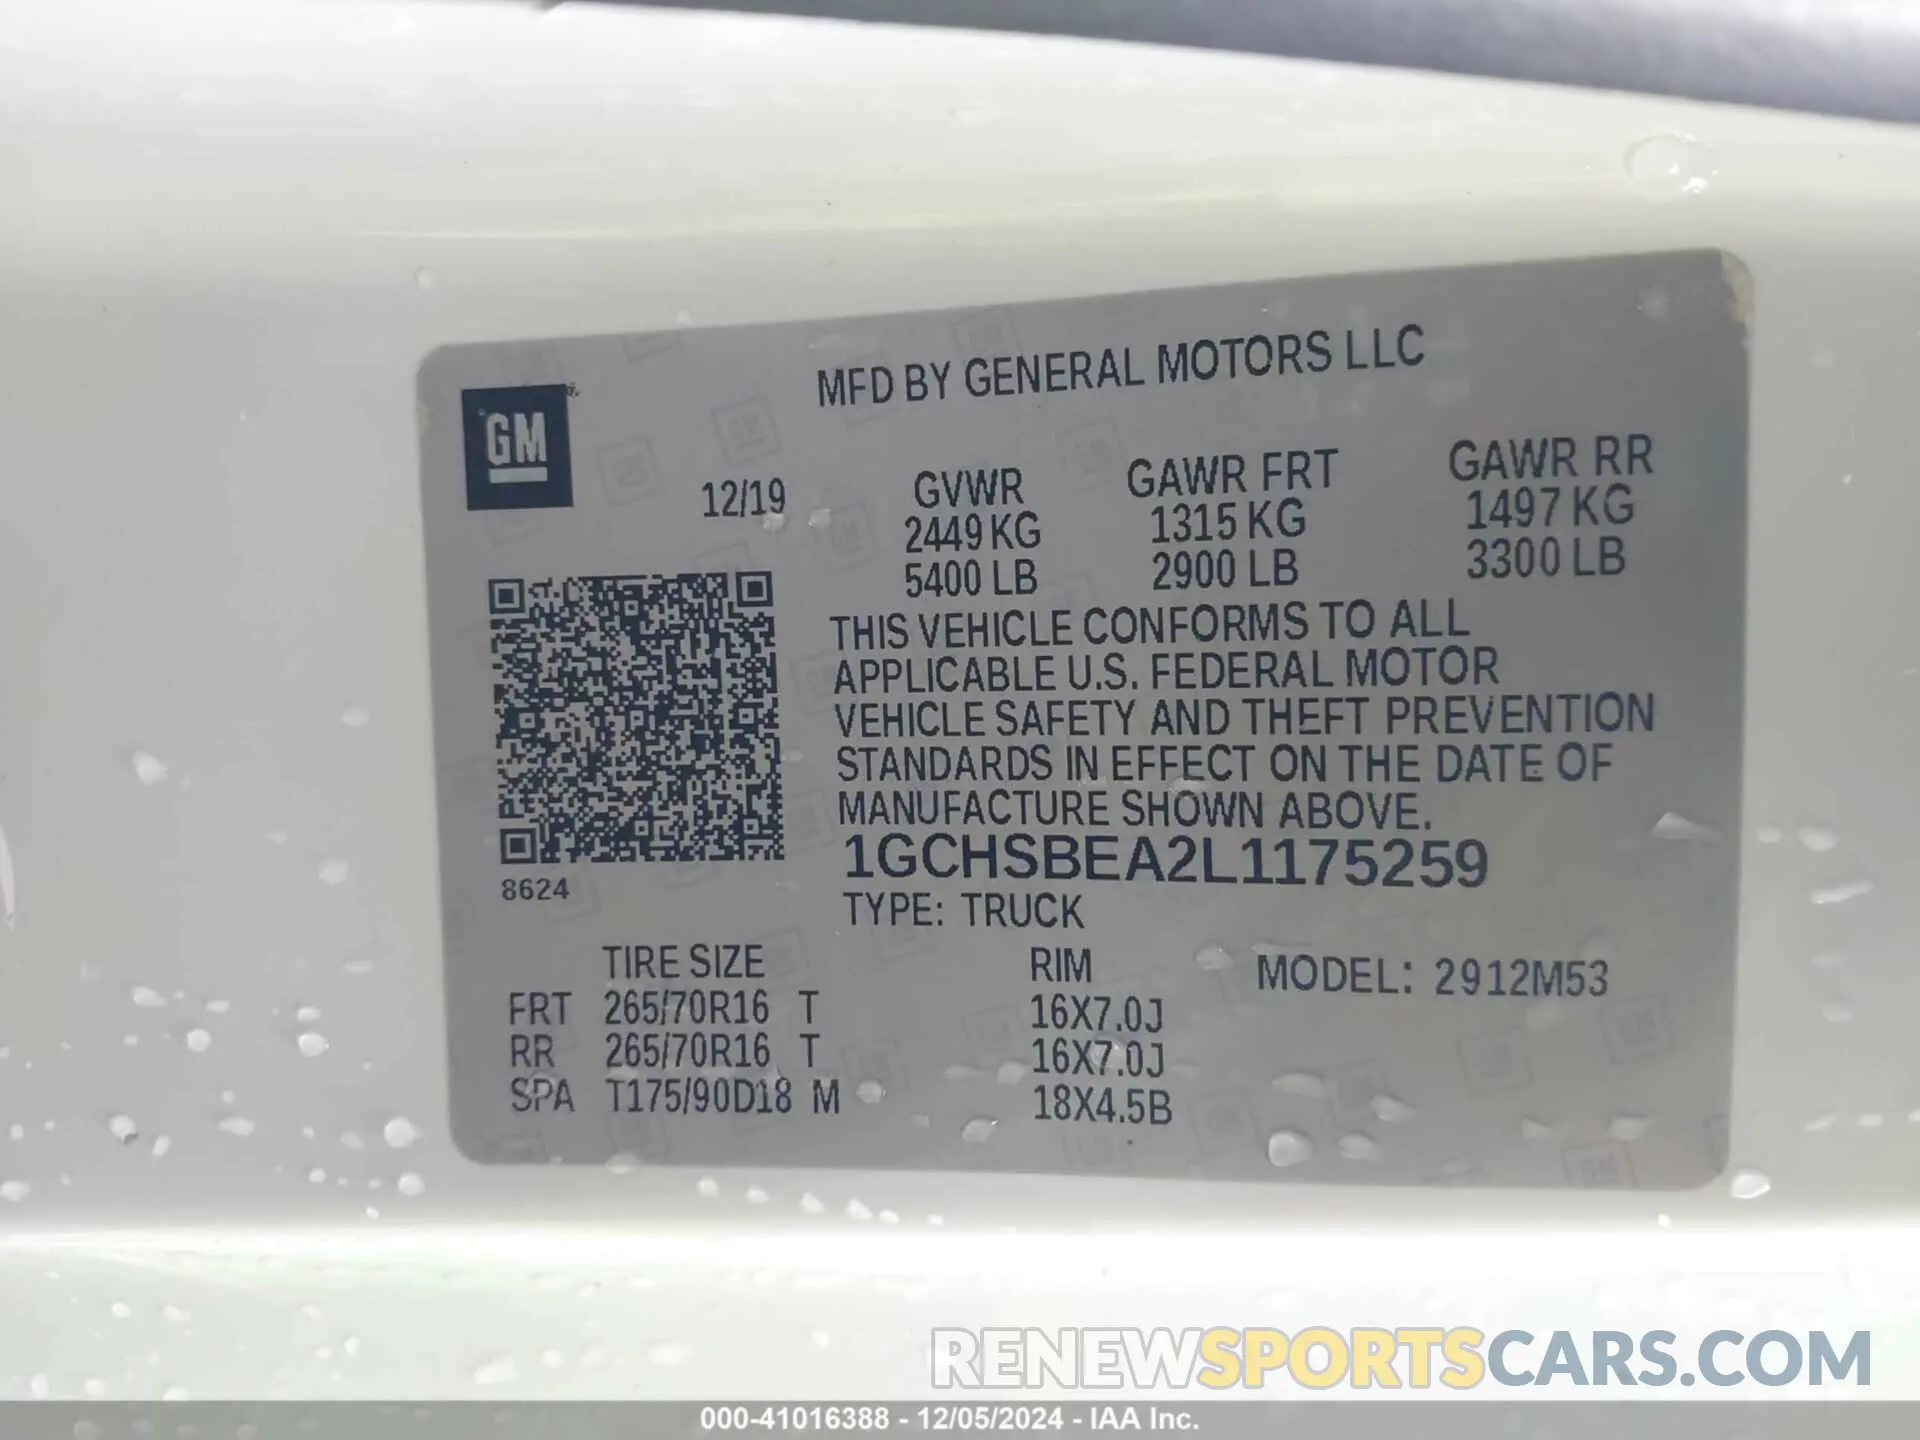 MFD BY GENERAL MOTORS LLC
GM
12/19
GVWR GAWR FRT GAWR RR
2449 KG 1315 KG 1497 KG
5400 LB 2900 LB 3300 LB
THIS VEHICLE CONFORMS TO ALL
APPLICABLE U.S. FEDERAL MOTOR
VEHICLE SAFETY AND THEFT PREVENTION
STANDARDS IN EFFECT ON THE DATE OF
MANUFACTURE SHOWN ABOVE.
1GCHSBEA2L1175259
8624
TYPE: TRUCK
TIRE SIZE RIM MODEL: 2912M53
FRT 265/70R16 T 16X7.0J
RR 265/70R16 T 16X7.0J
SPA T175/90D18 M 18X4.5B
RENEWSPORTSCARS.COM
000-41016388 - 12/05/2024 - IAA Inc.